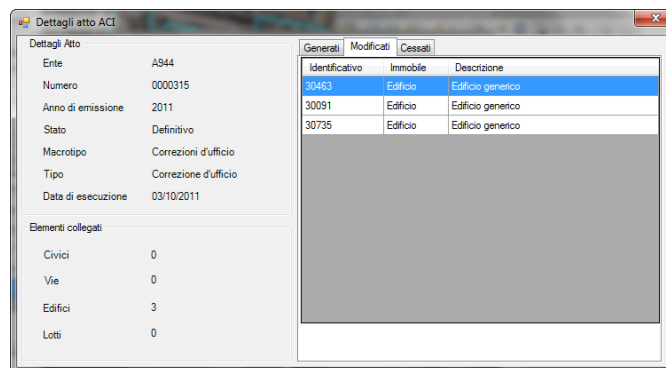 Dettagli atto ACI
Dettagli Atto
Ente A944
Numero 0000315
Anno di emissione 2011
Stato Definitivo
Macrotipo Correzioni d'ufficio
Tipo Correzione d'ufficio
Data di esecuzione 03/10/2011
Elementi collegati
Civici 0
Vie 0
Edifici 3
Lotti 0
Generati Modificati Cessati
Identificativo Immobile Descrizione
30463 Edificio Edificio generico
30091 Edificio Edificio generico
30735 Edificio Edificio generico